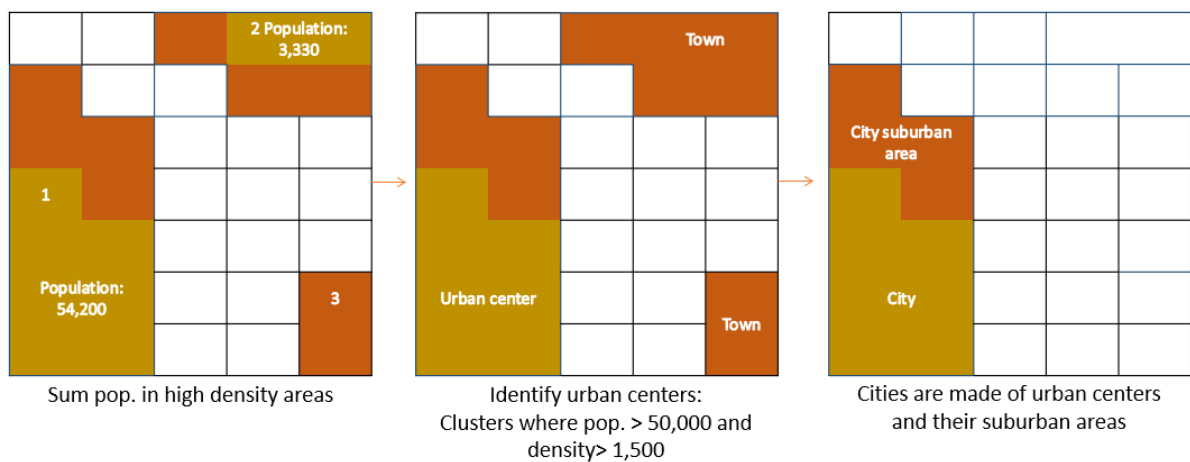 2 Population:
3,330
1
Population:
54,200
3
Sum pop. in high density areas
Town
Urban center
Town
Identify urban centers:
Clusters where pop. > 50,000 and
density> 1,500
City suburban
area
City
Cities are made of urban centers
and their suburban areas